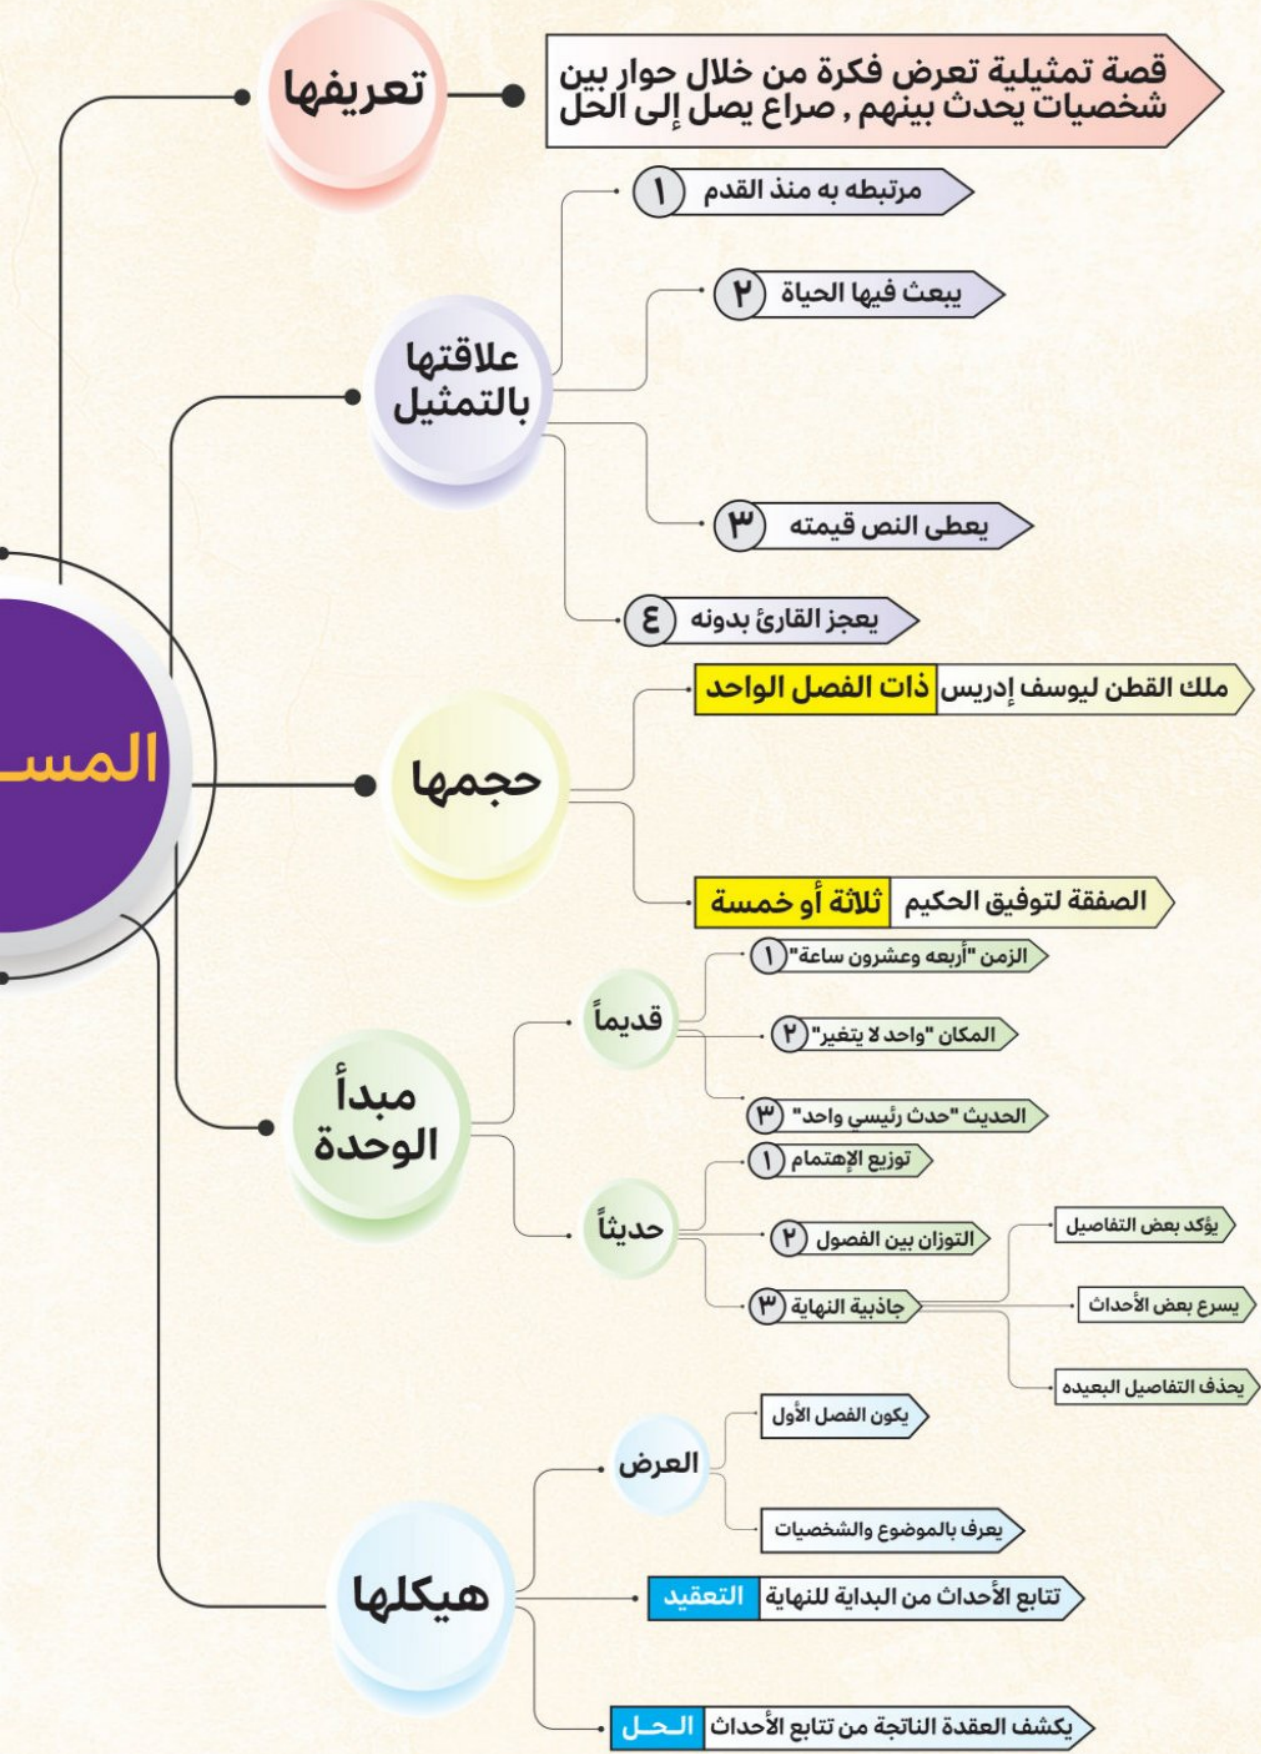 المسـ
تعريفها
قصة تمثيلية تعرض فكرة من خلال حوار بين
شخصيات يحدث بينهم , صراع يصل إلى الحل
علاقتها
بالتمثيل
١ مرتبطه به منذ القدم
٢ يبعث فيها الحياة
٣ يعطى النص قيمته
٤ يعجز القارئ بدونه
حجمها
ذات الفصل الواحد ملك القطن ليوسف إدريس
ثلاثة أو خمسة الصفقة لتوفيق الحكيم
مبدأ
الوحدة
قديماً
١ الزمن "أربعه وعشرون ساعة"
٢ المكان "واحد لا يتغير"
٣ الحديث "حدث رئيسي واحد"
حديثاً
١ توزيع الإهتمام
٢ التوزان بين الفصول
٣ جاذبية النهاية
يؤكد بعض التفاصيل
يسرع بعض الأحداث
يحذف التفاصيل البعيده
هيكلها
العرض
يكون الفصل الأول
يعرف بالموضوع والشخصيات
التعقيد تتابع الأحداث من البداية للنهاية
الـحـل يكشف العقدة الناتجة من تتابع الأحداث